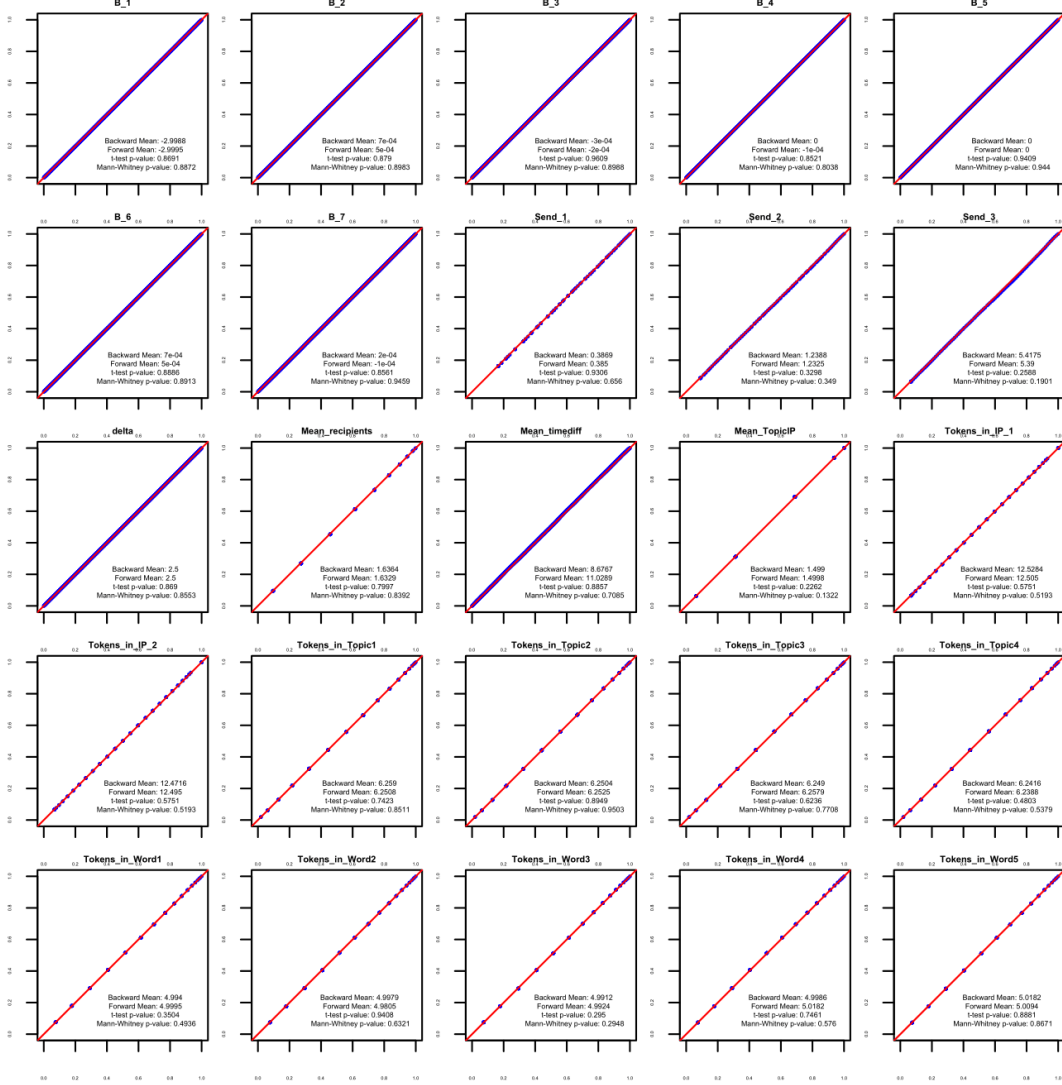 B_1
Backward Mean: -2.9988
Forward Mean: -2.9995
t-test p-value: 0.8691
Mann-Whitney p-value: 0.8872
B_2
Backward Mean: 7e-04
Forward Mean: 5e-04
t-test p-value: 0.879
Mann-Whitney p-value: 0.8983
B_3
Backward Mean: -3e-04
Forward Mean: -2e-04
t-test p-value: 0.9609
Mann-Whitney p-value: 0.8988
B_4
Backward Mean: 0
Forward Mean: -1e-04
t-test p-value: 0.8521
Mann-Whitney p-value: 0.8038
B_5
Backward Mean: 0
Forward Mean: 0
t-test p-value: 0.9409
Mann-Whitney p-value: 0.944
B_6
Backward Mean: 7e-04
Forward Mean: 5e-04
t-test p-value: 0.8886
Mann-Whitney p-value: 0.8913
B_7
Backward Mean: 2e-04
Forward Mean: -1e-04
t-test p-value: 0.8561
Mann-Whitney p-value: 0.9459
Send_1
Backward Mean: 0.3869
Forward Mean: 0.385
t-test p-value: 0.9306
Mann-Whitney p-value: 0.656
Send_2
Backward Mean: 1.2388
Forward Mean: 1.2325
t-test p-value: 0.3298
Mann-Whitney p-value: 0.349
Send_3
Backward Mean: 5.4175
Forward Mean: 5.39
t-test p-value: 0.2588
Mann-Whitney p-value: 0.1901
delta
Backward Mean: 2.5
Forward Mean: 2.5
t-test p-value: 0.869
Mann-Whitney p-value: 0.8553
Mean_recipients
Backward Mean: 1.6364
Forward Mean: 1.6329
t-test p-value: 0.7997
Mann-Whitney p-value: 0.8392
Mean_timediff
Backward Mean: 8.6767
Forward Mean: 11.0289
t-test p-value: 0.8857
Mann-Whitney p-value: 0.7085
Mean_TopicIP
Backward Mean: 1.499
Forward Mean: 1.4998
t-test p-value: 0.2262
Mann-Whitney p-value: 0.1322
Tokens_in_IP_1
Backward Mean: 12.5284
Forward Mean: 12.505
t-test p-value: 0.5751
Mann-Whitney p-value: 0.5193
Tokens_in_IP_2
Backward Mean: 12.4716
Forward Mean: 12.495
t-test p-value: 0.5751
Mann-Whitney p-value: 0.5193
Tokens_in_Topic1
Backward Mean: 6.259
Forward Mean: 6.2508
t-test p-value: 0.7423
Mann-Whitney p-value: 0.8511
Tokens_in_Topic2
Backward Mean: 6.2504
Forward Mean: 6.2525
t-test p-value: 0.8949
Mann-Whitney p-value: 0.9503
Tokens_in_Topic3
Backward Mean: 6.249
Forward Mean: 6.2579
t-test p-value: 0.6236
Mann-Whitney p-value: 0.7708
Tokens_in_Topic4
Backward Mean: 6.2416
Forward Mean: 6.2388
t-test p-value: 0.4803
Mann-Whitney p-value: 0.5379
Tokens_in_Word1
Backward Mean: 4.994
Forward Mean: 4.9995
t-test p-value: 0.3504
Mann-Whitney p-value: 0.4936
Tokens_in_Word2
Backward Mean: 4.9979
Forward Mean: 4.9805
t-test p-value: 0.9408
Mann-Whitney p-value: 0.6321
Tokens_in_Word3
Backward Mean: 4.9912
Forward Mean: 4.9924
t-test p-value: 0.295
Mann-Whitney p-value: 0.2948
Tokens_in_Word4
Backward Mean: 4.9986
Forward Mean: 5.0182
t-test p-value: 0.7461
Mann-Whitney p-value: 0.576
Tokens_in_Word5
Backward Mean: 5.0182
Forward Mean: 5.0094
t-test p-value: 0.8881
Mann-Whitney p-value: 0.8671